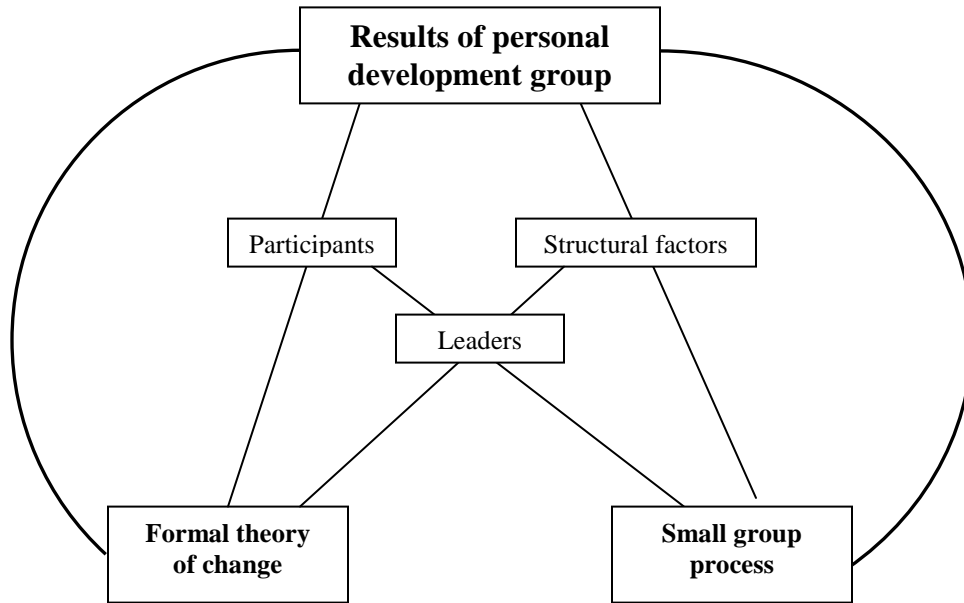 Results of personal
development group
Participants
Structural factors
Leaders
Formal theory
of change
Small group
process